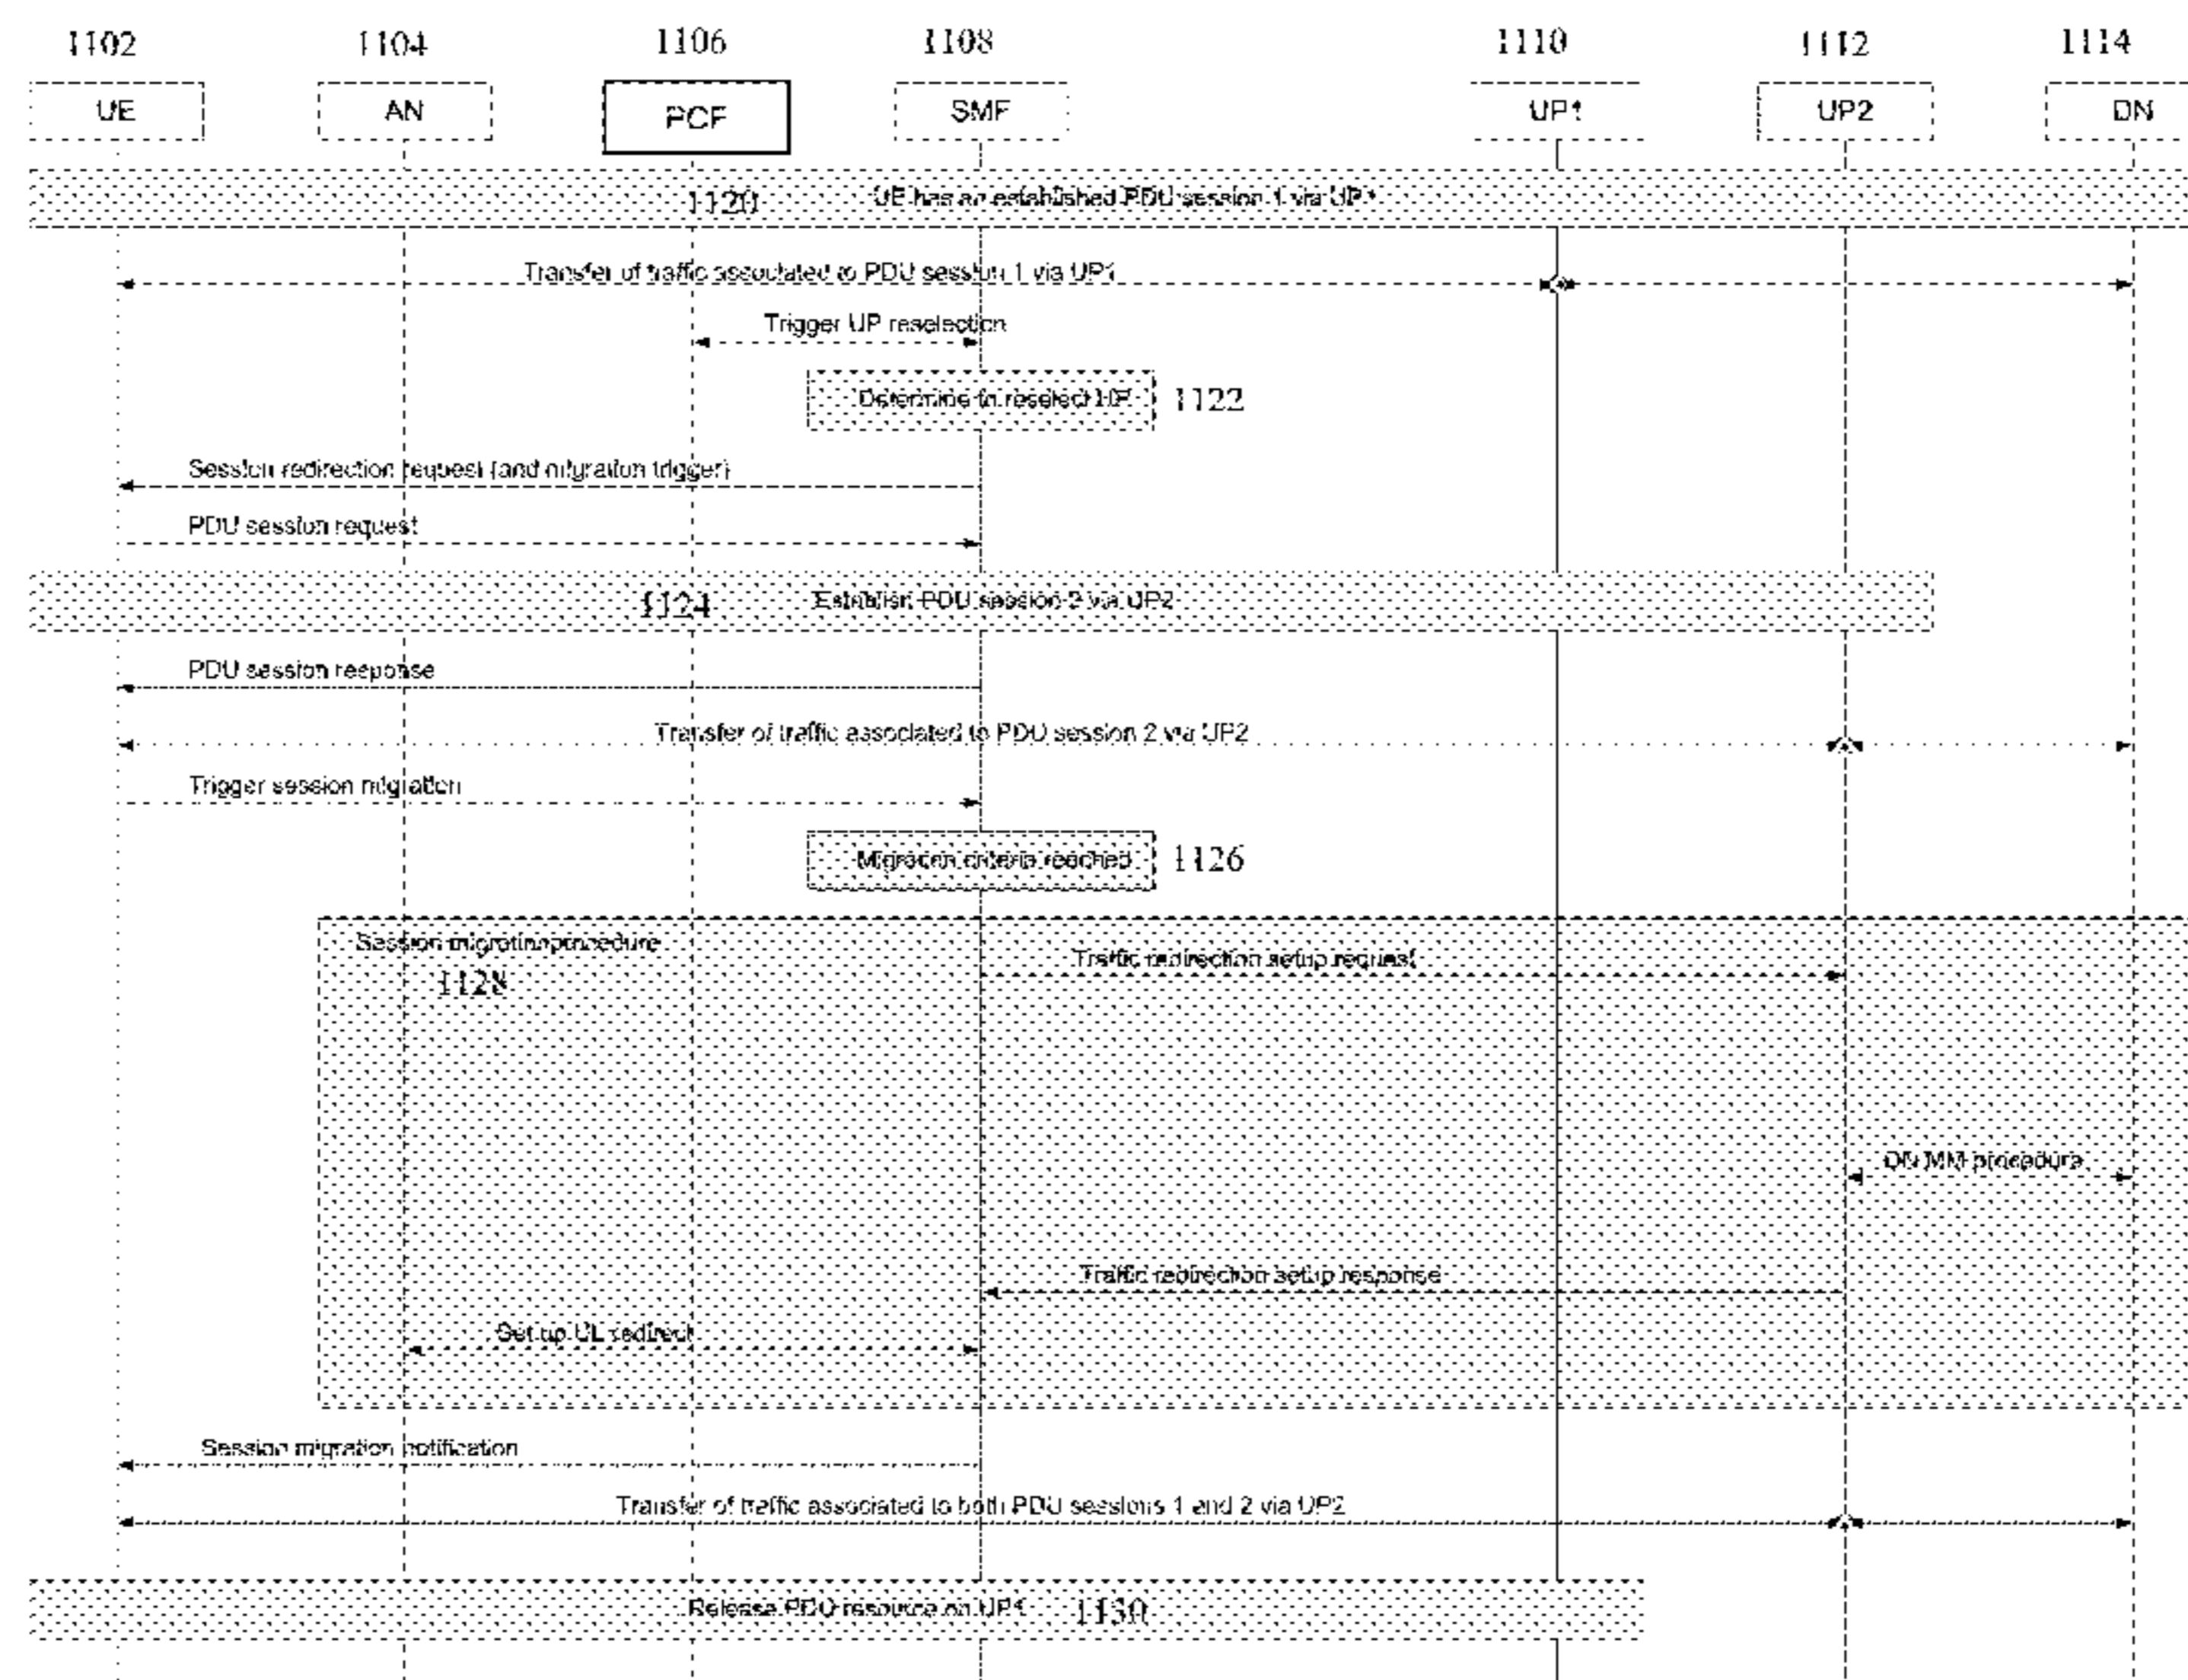 1102 1104 1106 1108 1110 1112 1114
UE AN PCF SMF UP1 UP2 DN
1120 UE has an established PDU session 1 via UP1
Transfer of traffic associated to PDU session 1 via UP1
Trigger UP reselection
Determine to reselect UP 1122
Session redirection request (and migration trigger)
PDU session request
1124 Establish PDU session 2 via UP2
PDU session response
Transfer of traffic associated to PDU session 2 via UP2
Trigger session migration
Migration criteria reached 1126
Session migration procedure
Traffic redirection setup request
1128
DN MM procedure
Traffic redirection setup response
Set up UL redirect
Session migration notification
Transfer of traffic associated to both PDU sessions 1 and 2 via UP2
Release PDU resource on UP1 1130